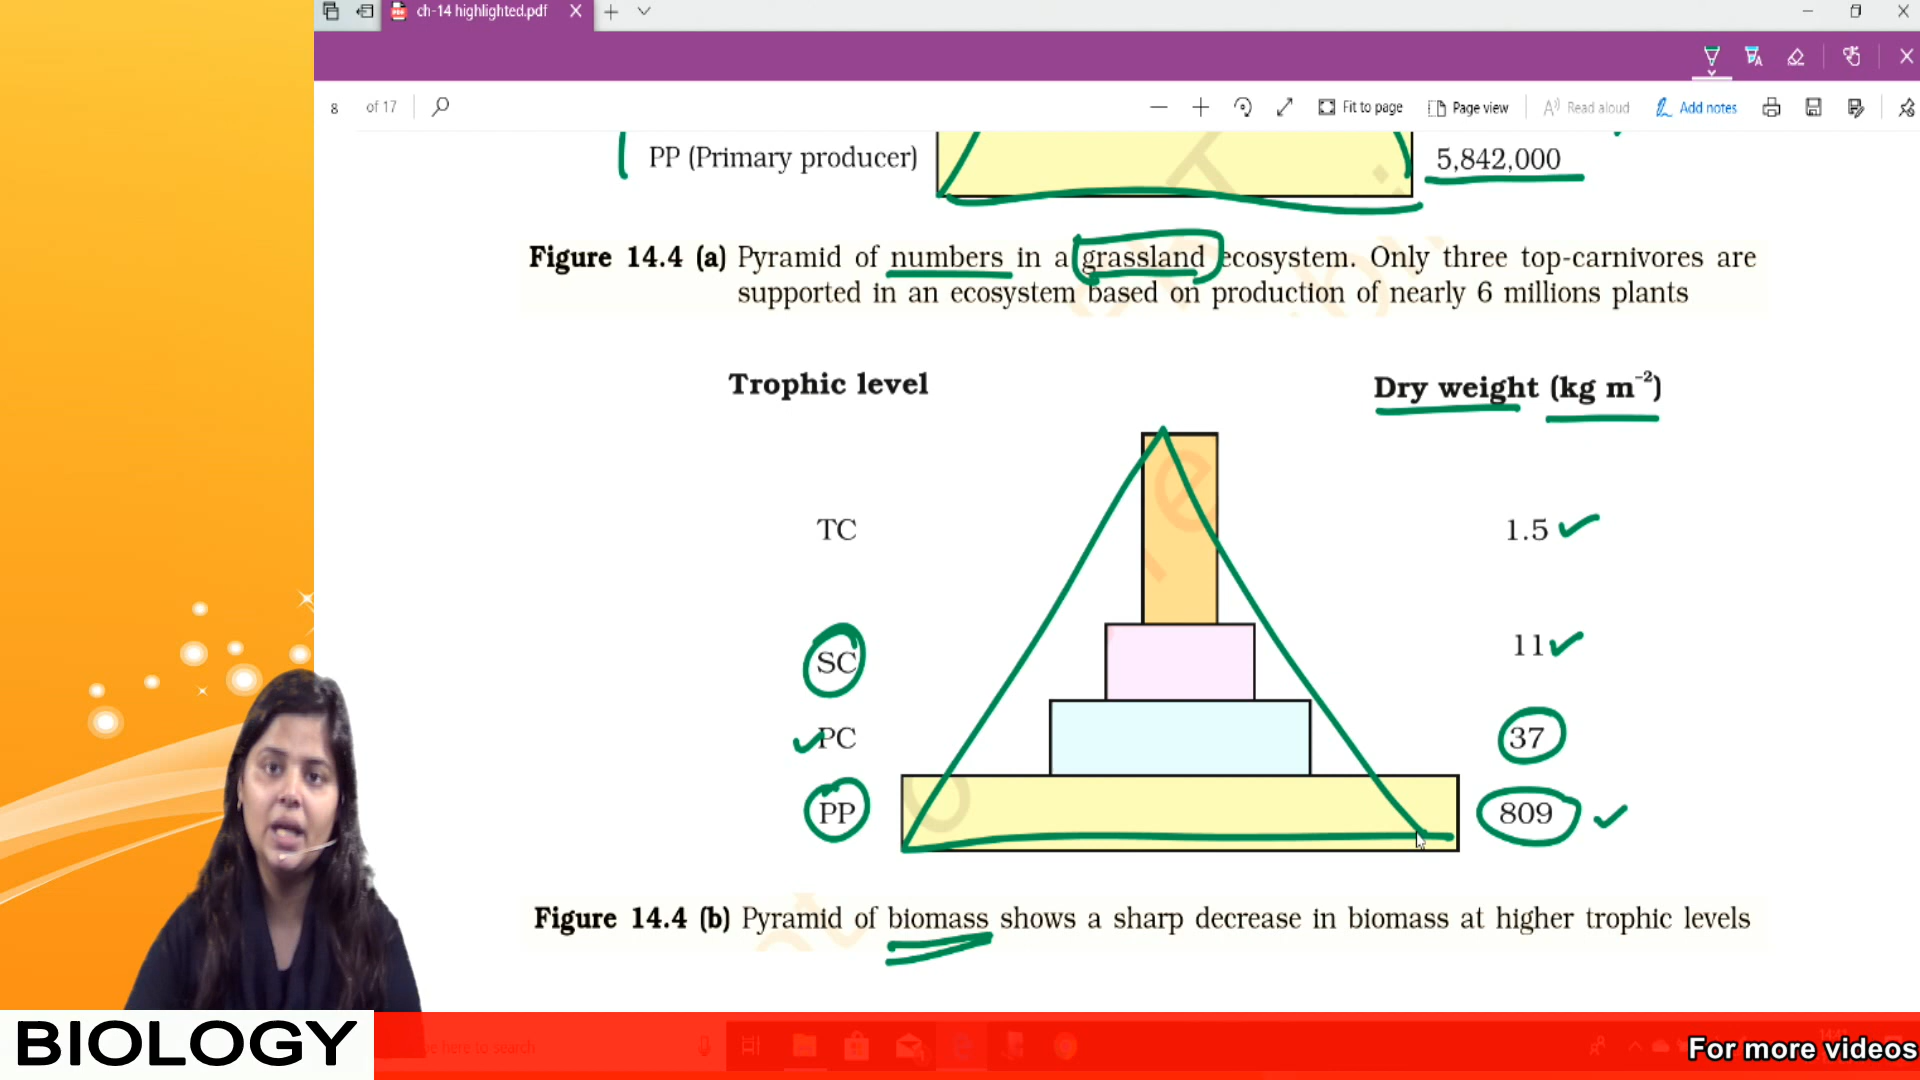 ch-14 highlighted.pdf
8 of 17
Fit to page
Page view
Read aloud
Add notes
PP (Primary producer) 5,842,000
Figure 14.4 (a) Pyramid of numbers in a grassland ecosystem. Only three top-carnivores are
supported in an ecosystem based on production of nearly 6 millions plants
Trophic level Dry weight (kg m⁻²)
TC 1.5
SC 11
PC 37
PP 809
Figure 14.4 (b) Pyramid of biomass shows a sharp decrease in biomass at higher trophic levels
BIOLOGY
here to search
For more videos